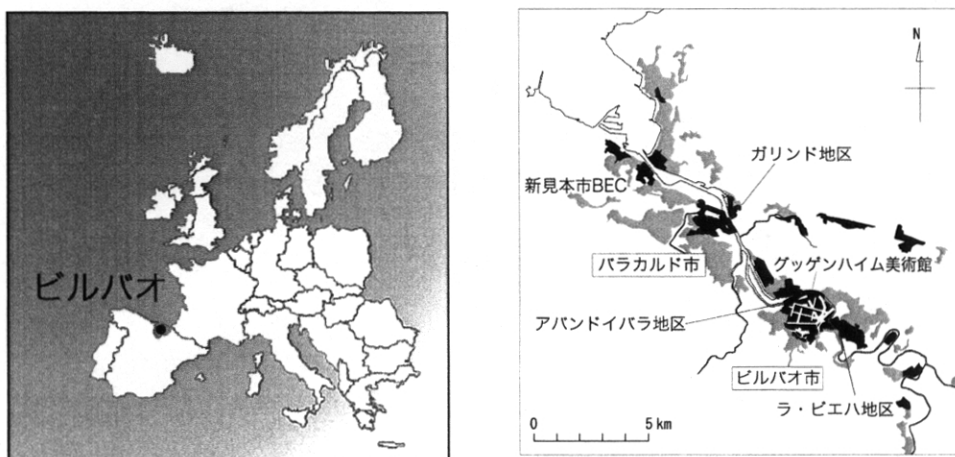 ビルバオ
N
ガリンド地区
新見本市BEC
バラカルド市
グッゲンハイム美術館
アバンドイバラ地区
ビルバオ市
ラ・ビエハ地区
0 5 km